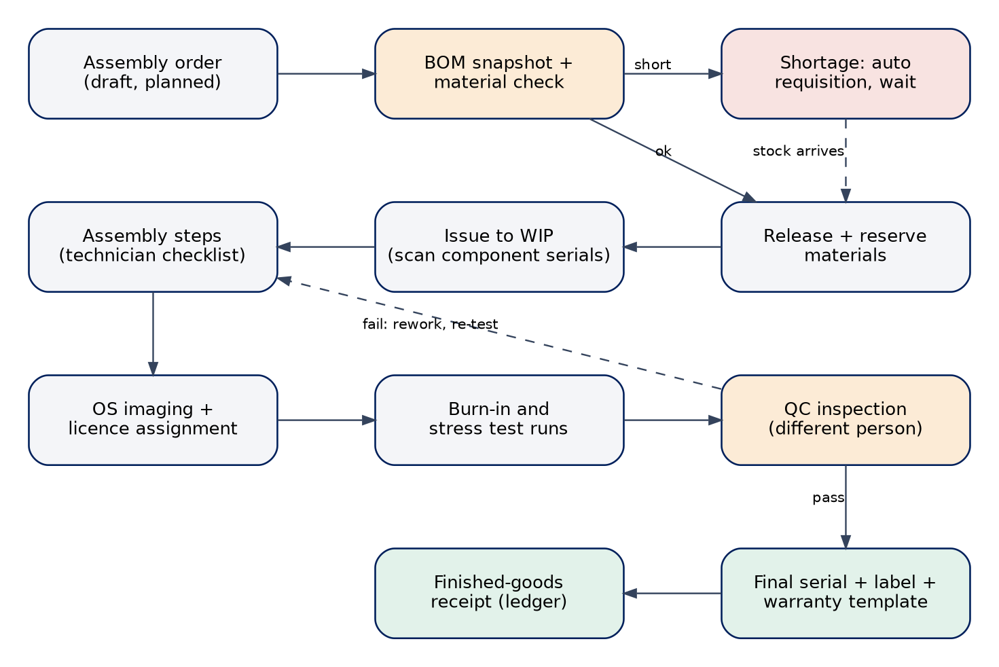 Assembly order
(draft, planned)
BOM snapshot +
material check
short
Shortage: auto
requisition, wait
ok
stock arrives
Release + reserve
materials
Issue to WIP
(scan component serials)
Assembly steps
(technician checklist)
fail: rework, re-test
OS imaging +
licence assignment
Burn-in and
stress test runs
QC inspection
(different person)
pass
Final serial + label +
warranty template
Finished-goods
receipt (ledger)